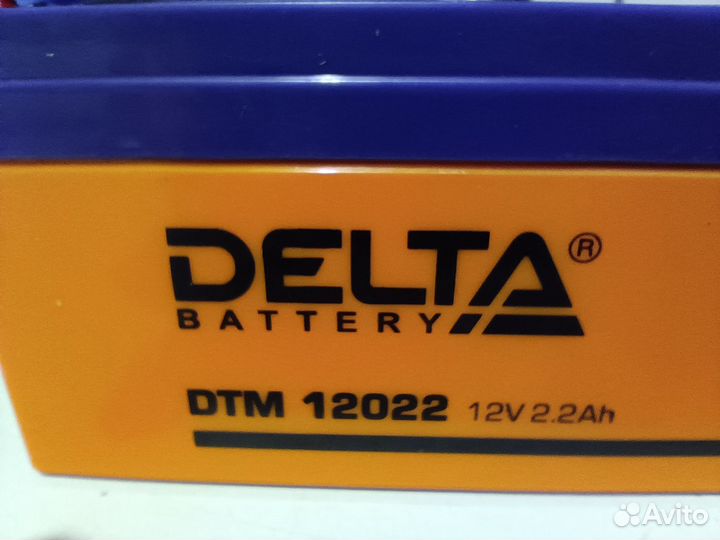 DELTA®
BATTERY
DTM 12022 12V 2.2Ah
Avito